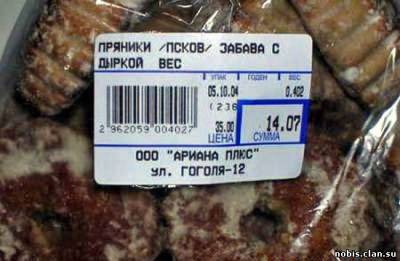 ПРЯНИКИ /ПСКОВ/ ЗАБАВА С
ДЫРКОЙ ВЕС
УПАК ГОДЕН ВЕС
05.10.04 0.402
35.00 14.07
2 962059 004027 ЦЕНА СУММА
ООО "АРИАНА ПЛЮС"
УЛ. ГОГОЛЯ-12
nobis.clan.su